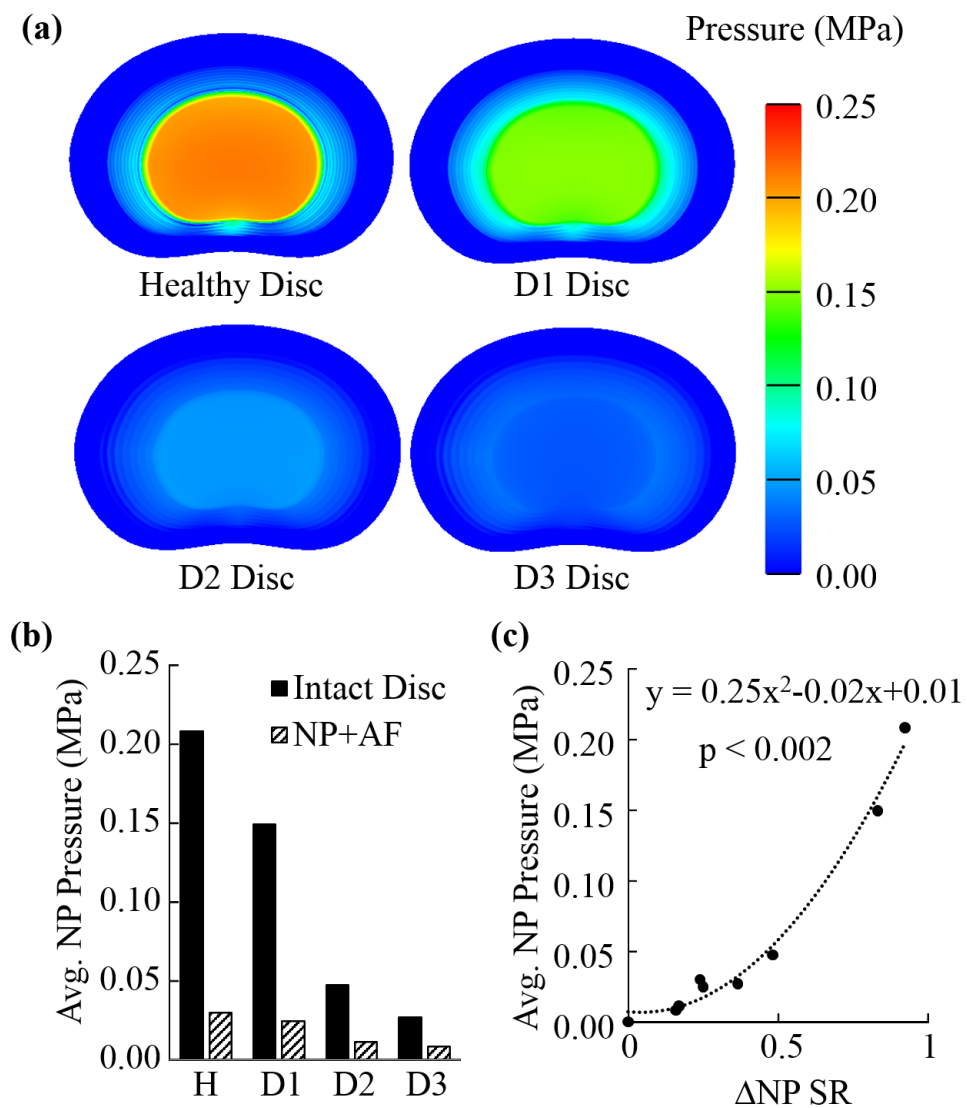 (a)
Pressure (MPa)
0.25
0.20
0.15
0.10
0.05
0.00
Healthy Disc
D1 Disc
D2 Disc
D3 Disc
(b)
Avg. NP Pressure (MPa)
0.25
0.20
0.15
0.10
0.05
0.00
Intact Disc
NP+AF
H
D1
D2
D3
(c)
Avg. NP Pressure (MPa)
0.25
0.20
0.15
0.10
0.05
0.00
y = 0.25x²-0.02x+0.01
p < 0.002
0
0.5
1
ΔNP SR